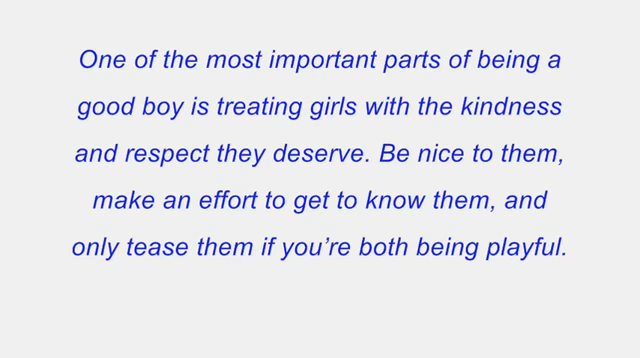 One of the most important parts of being a
good boy is treating girls with the kindness
and respect they deserve. Be nice to them,
make an effort to get to know them, and
only tease them if you’re both being playful.